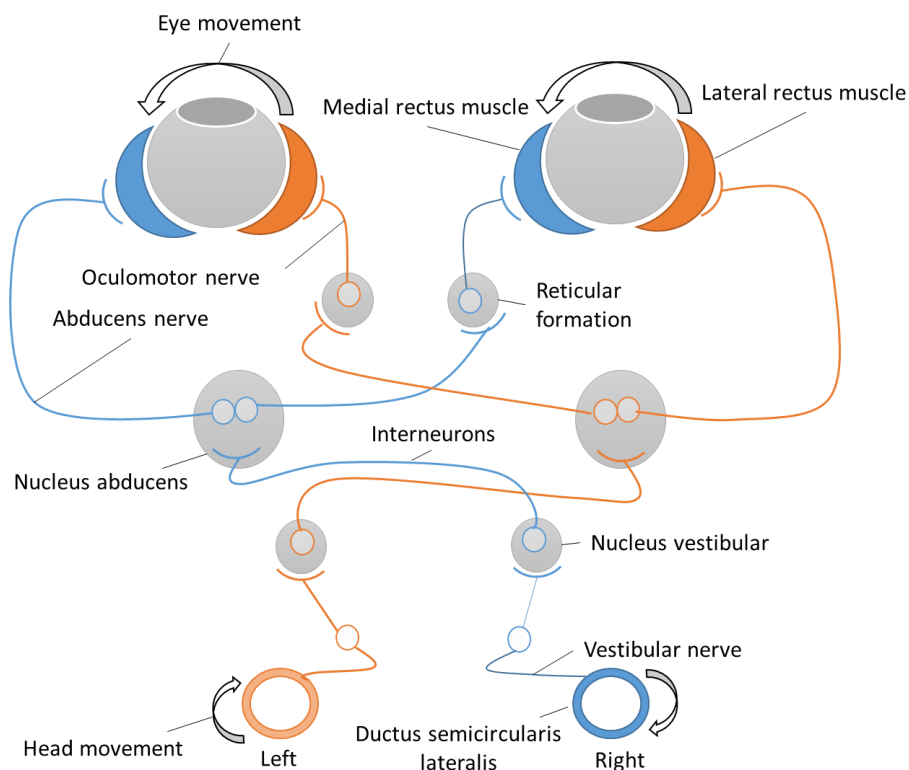 Eye movement
Medial rectus muscle
Lateral rectus muscle
Oculomotor nerve
Abducens nerve
Reticular
formation
Interneurons
Nucleus abducens
Nucleus vestibular
Vestibular nerve
Head movement
Left
Ductus semicircularis
lateralis
Right